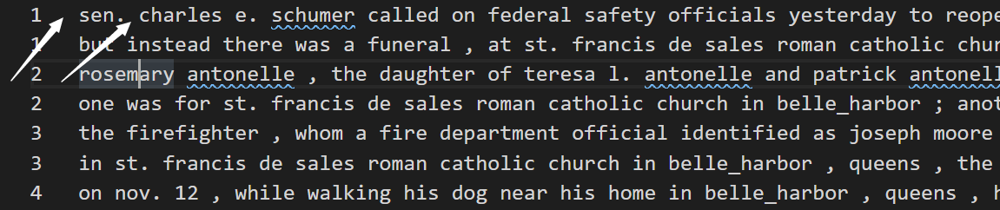 1 sen. charles e. schumer called on federal safety officials yesterday to reope
1 but instead there was a funeral , at st. francis de sales roman catholic chur
2 rosemary antonelle , the daughter of teresa l. antonelle and patrick antonell
2 one was for st. francis de sales roman catholic church in belle_harbor ; anot
3 the firefighter , whom a fire department official identified as joseph moore
3 in st. francis de sales roman catholic church in belle_harbor , queens , the
4 on nov. 12 , while walking his dog near his home in belle_harbor , queens , h